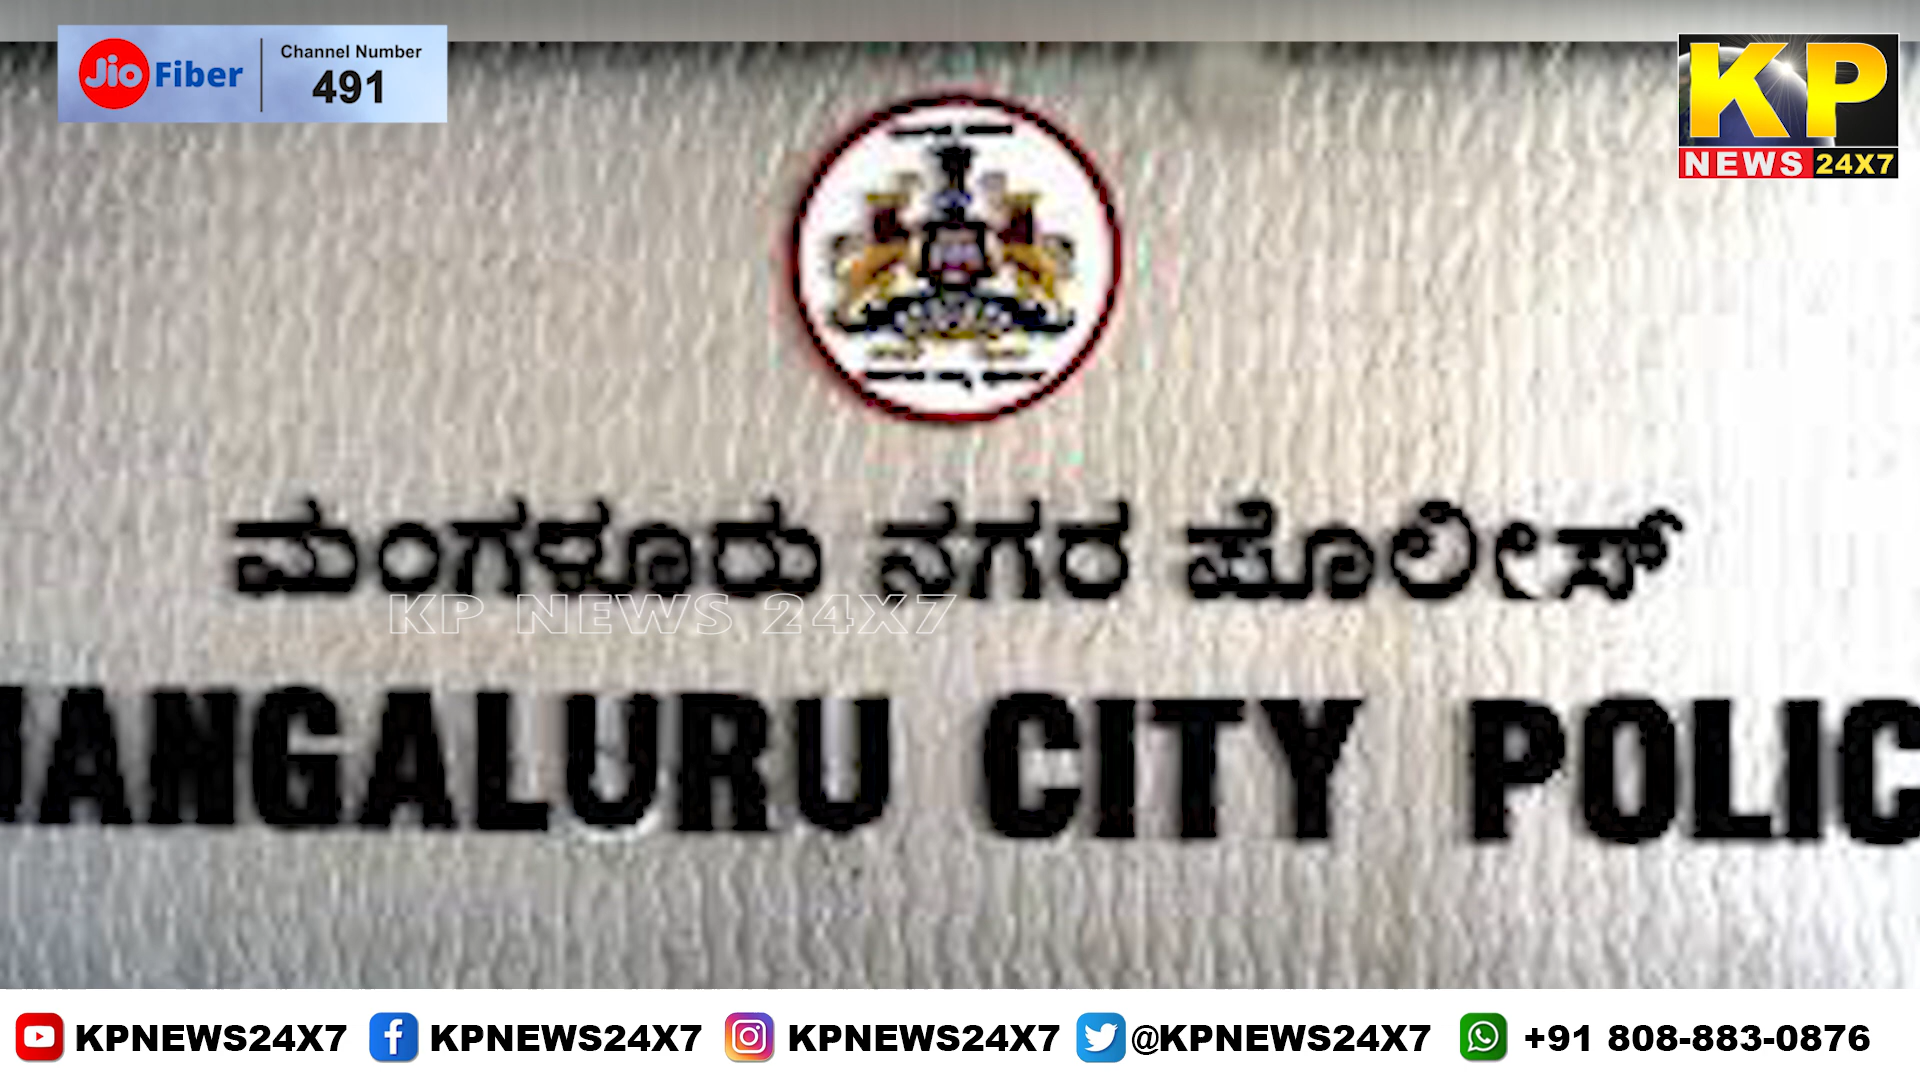 Jio Fiber
Channel Number
491
KP
NEWS 24X7
ಮಂಗಳೂರು ನಗರ ಪೊಲೀಸ್
KP NEWS 24X7
MANGALURU CITY POLIC
KPNEWS24X7 KPNEWS24X7 KPNEWS24X7 @KPNEWS24X7 +91 808-883-0876